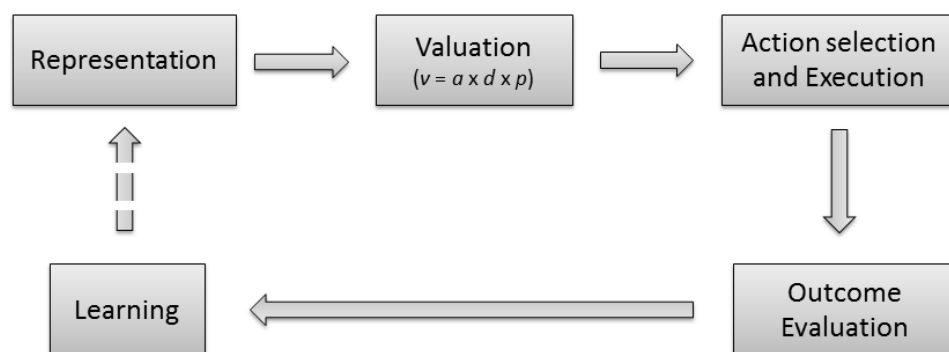 Representation
Valuation
(v = a x d x p)
Action selection
and Execution
Learning
Outcome
Evaluation